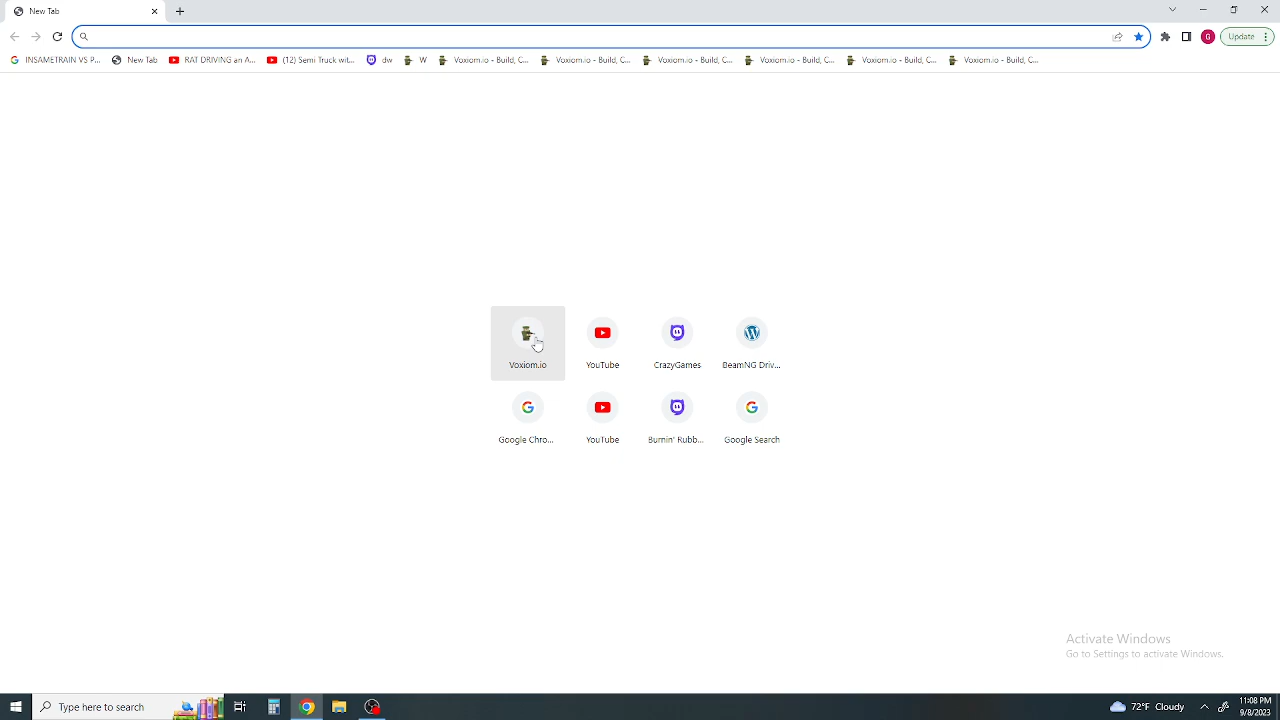 New Tab
INSAMETRAIN VS P...
New Tab
RAT DRIVING an A...
(12) Semi Truck wit...
dw
W
Voxiom.io - Build, C...
Voxiom.io - Build, C...
Voxiom.io - Build, C...
Voxiom.io - Build, C...
Voxiom.io - Build, C...
Voxiom.io - Build, C...
G
Update
Voxiom.io
YouTube
CrazyGames
BeamNG Driv...
Google Chro...
YouTube
Burnin' Rubb...
Google Search
Activate Windows
Go to Settings to activate Windows.
Type here to search
72°F Cloudy
11:08 PM
9/8/2023